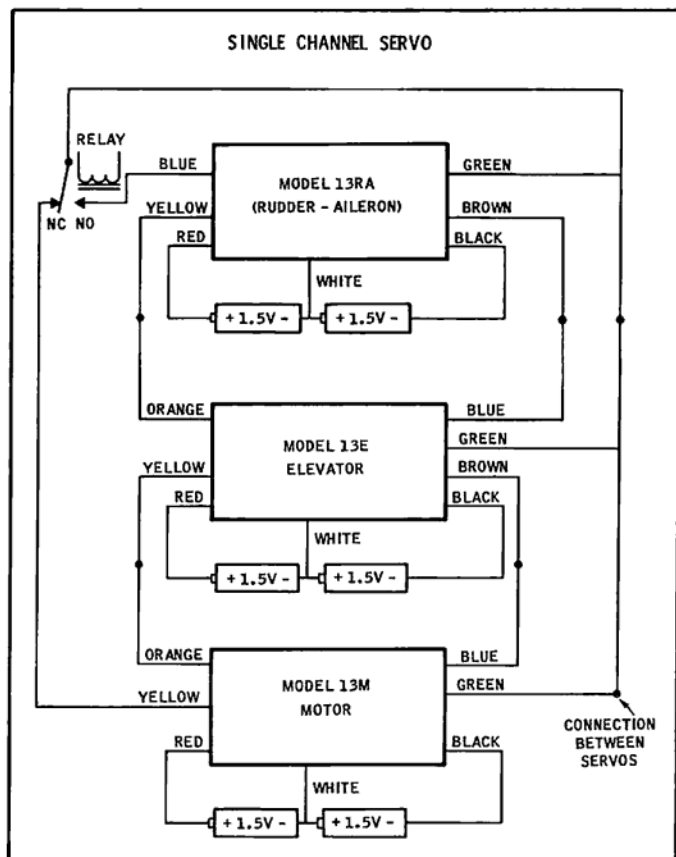 SINGLE CHANNEL SERVO
RELAY
NC NO
BLUE
YELLOW
RED
MODEL 13RA
(RUDDER - AILERON)
GREEN
BROWN
BLACK
WHITE
+ 1.5V -
+ 1.5V -
ORANGE
YELLOW
RED
MODEL 13E
ELEVATOR
BLUE
GREEN
BROWN
BLACK
WHITE
+ 1.5V -
+ 1.5V -
ORANGE
YELLOW
RED
MODEL 13M
MOTOR
BLUE
GREEN
BLACK
CONNECTION
BETWEEN
SERVOS
WHITE
+ 1.5V -
+ 1.5V -